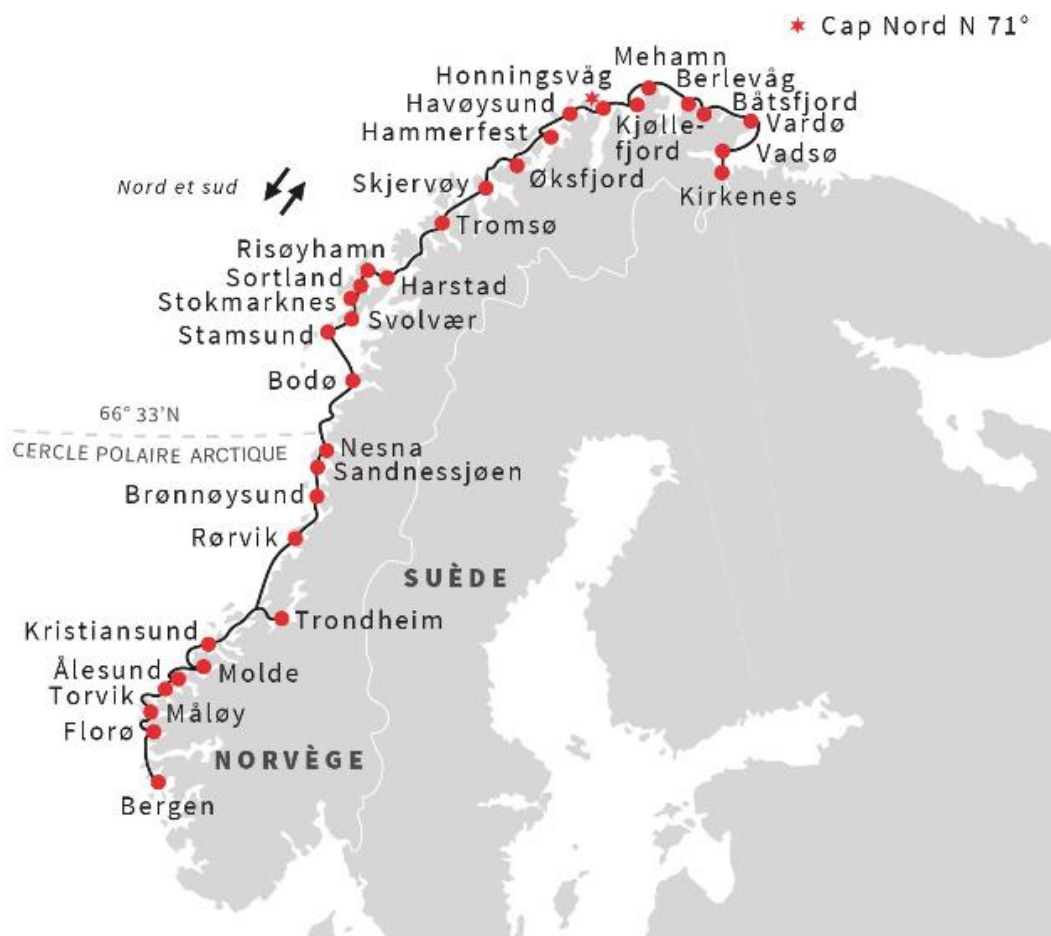 Cap Nord N 71°
Mehamn
Honningsvåg
Berlevåg
Havøysund
Båtsfjord
Hammerfest
Kjølle-
fjord
Vardø
Vadsø
Nord et sud
Skjervøy
Øksfjord
Kirkenes
Tromsø
Risøyhamn
Sortland
Harstad
Stokmarknes
Svolvær
Stamsund
Bodø
66° 33'N
CERCLE POLAIRE ARCTIQUE
Nesna
Sandnessjøen
Brønnøysund
Rørvik
SUÈDE
Trondheim
Kristiansund
Ålesund
Molde
Torvik
Måløy
Florø
NORVÈGE
Bergen